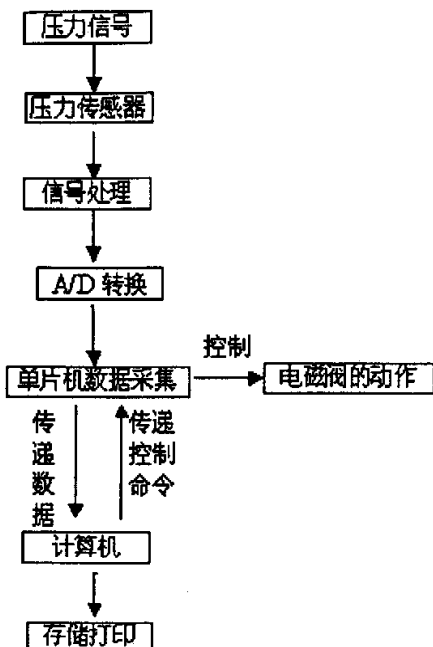 压力信号
压力传感器
信号处理
A/D 转换
单片机数据采集
控制
电磁阀的动作
传递数据
传递控制命令
计算机
存储打印